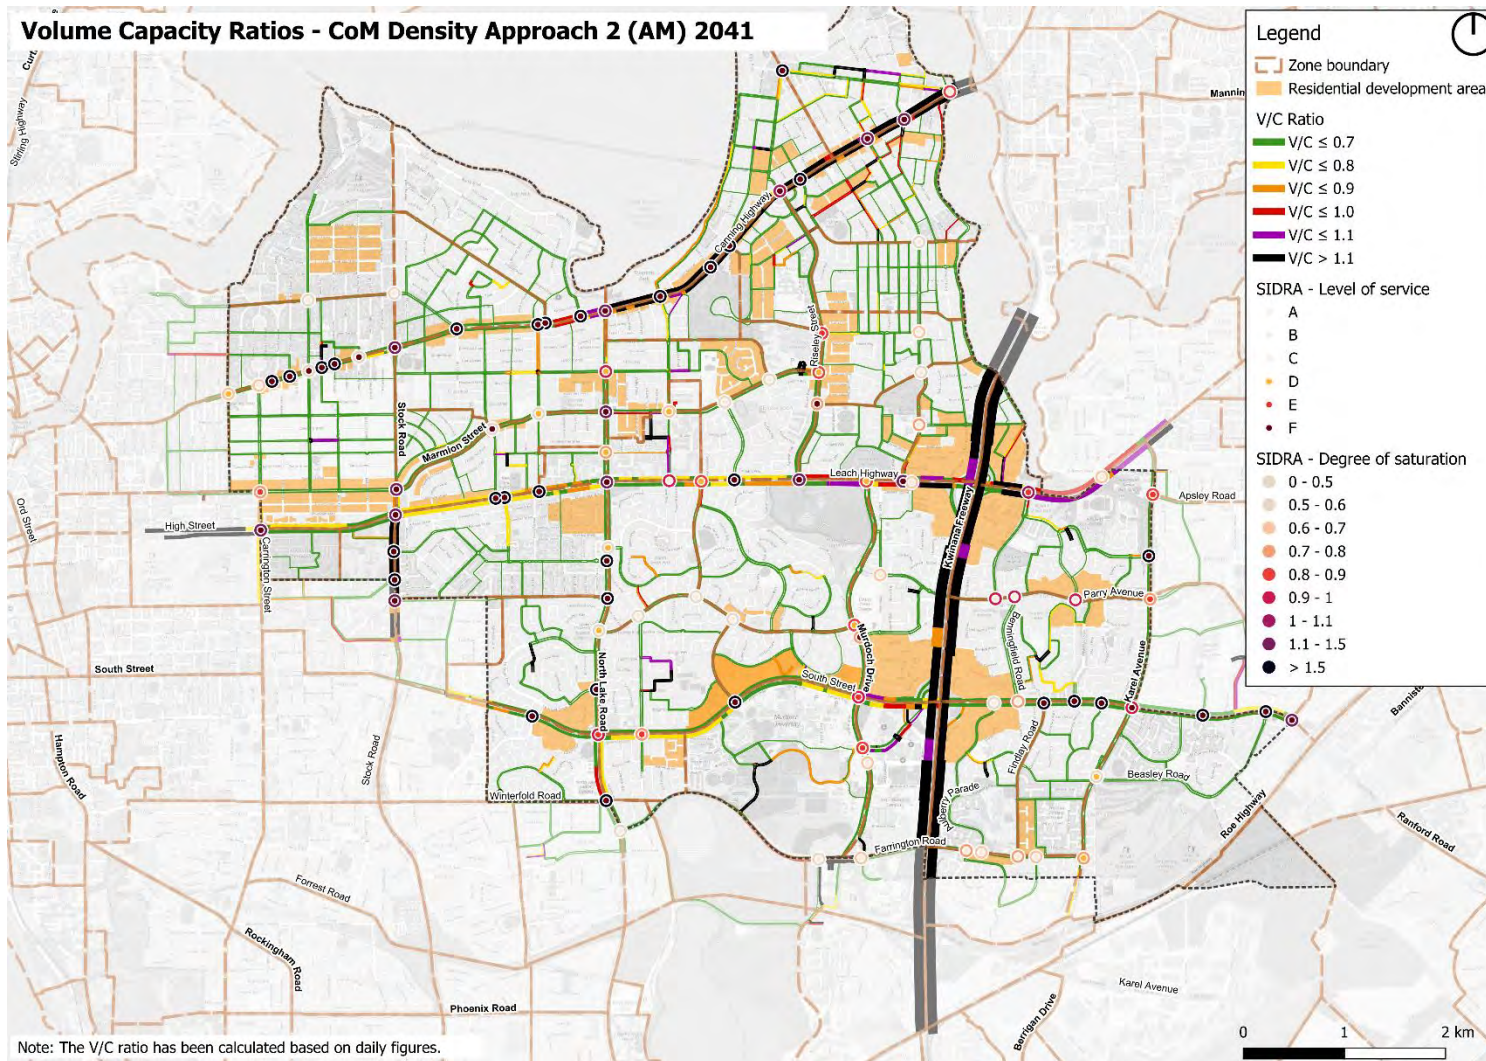 Volume Capacity Ratios - CoM Density Approach 2 (AM) 2041
Legend
Zone boundary
Residential development area
V/C Ratio
V/C ≤ 0.7
V/C ≤ 0.8
V/C ≤ 0.9
V/C ≤ 1.0
V/C ≤ 1.1
V/C > 1.1
SIDRA - Level of service
A
B
C
D
E
F
SIDRA - Degree of saturation
0 - 0.5
0.5 - 0.6
0.6 - 0.7
0.7 - 0.8
0.8 - 0.9
0.9 - 1
1 - 1.1
1.1 - 1.5
> 1.5
Curt
Stirling Highway
Mannin
Canning Highway
Riseley Street
Stock Road
Marmion Street
Leach Highway
Kwinana Freeway
Apsley Road
Ord Street
High Street
Carrington Street
Parry Avenue
Benningfield Road
Murdoch Drive
Karel Avenue
South Street
South Street
North Lake Road
Hampton Road
Stock Road
Findlay Road
Bannist
Beasley Road
Winterfold Road
Roe Highway
Ranford Road
Farrington Road
Forrest Road
Rockingham Road
Phoenix Road
Karel Avenue
Berrigan Drive
0 1 2 km
Note: The V/C ratio has been calculated based on daily figures.